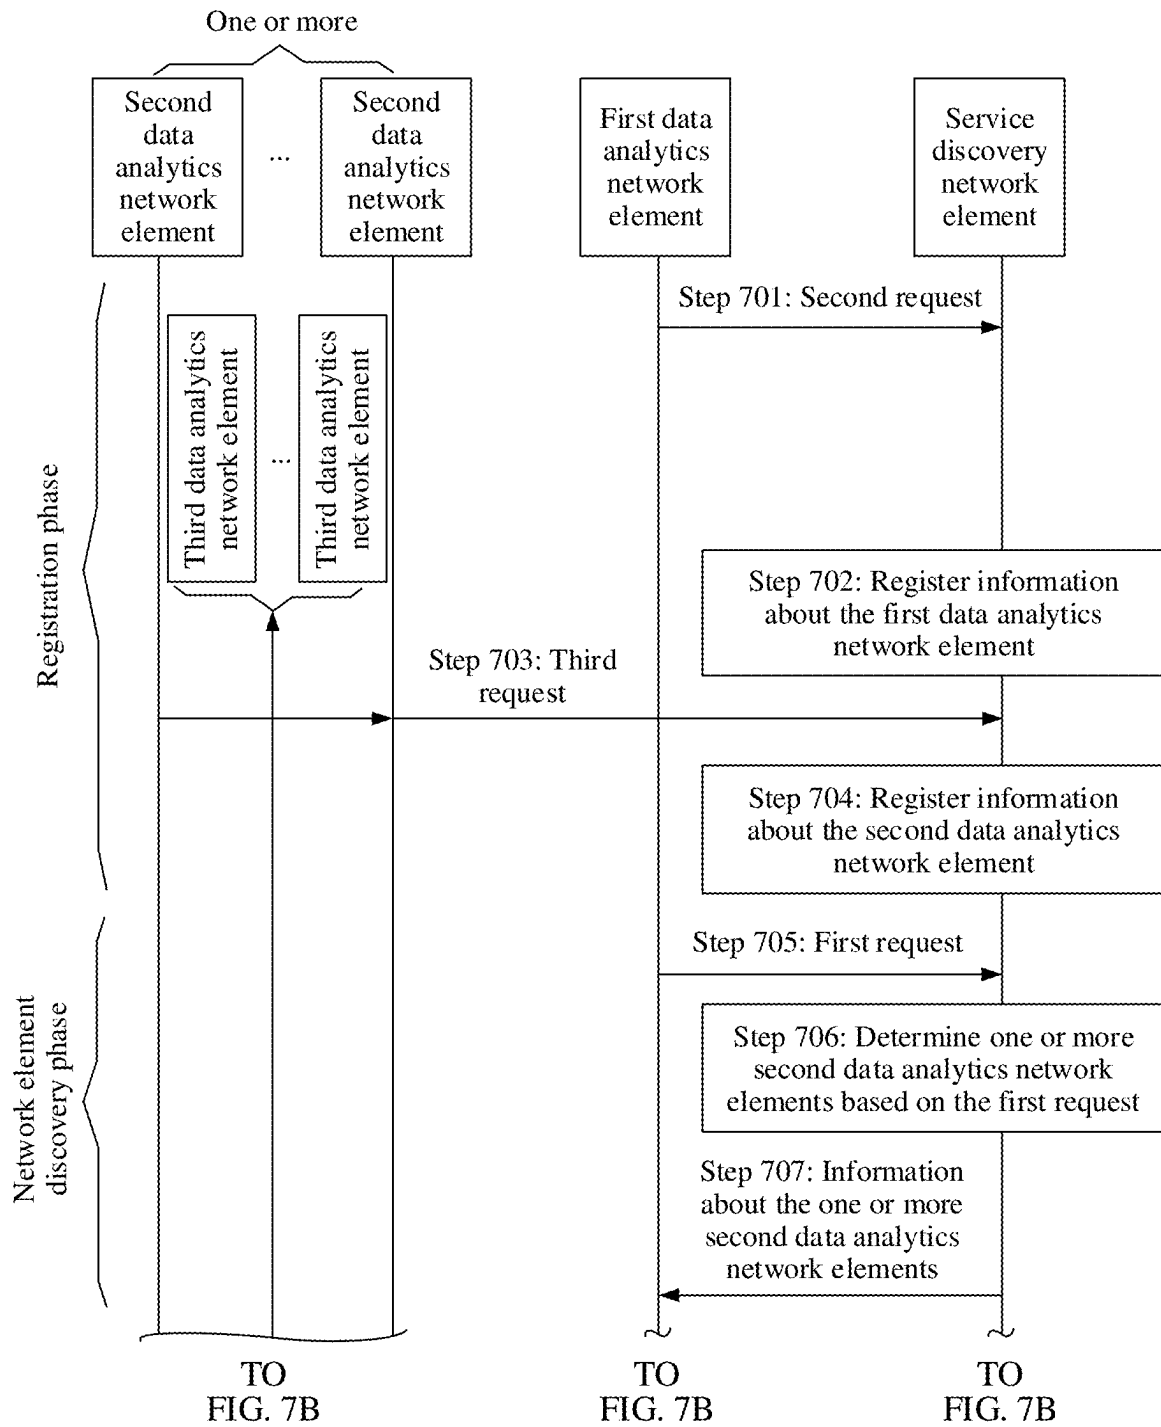 One or more
Second
data
analytics
network
element
...
Second
data
analytics
network
element
First data
analytics
network
element
Service
discovery
network
element
Registration phase
Step 701: Second request
Third data analytics
network element
...
Third data analytics
network element
Step 702: Register information
about the first data analytics
network element
Step 703: Third
request
Step 704: Register information
about the second data analytics
network element
Network element
discovery phase
Step 705: First request
Step 706: Determine one or more
second data analytics network
elements based on the first request
Step 707: Information
about the one or more
second data analytics
network elements
TO
FIG. 7B
TO
FIG. 7B
TO
FIG. 7B